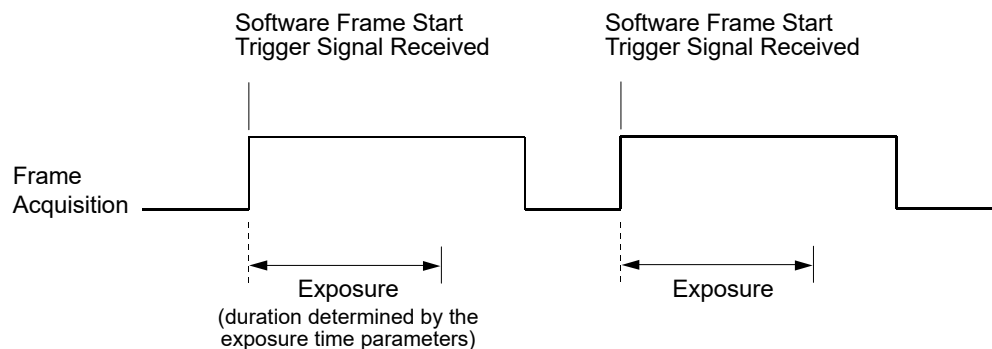 Software Frame Start
Trigger Signal Received
Software Frame Start
Trigger Signal Received
Frame
Acquisition
Exposure
(duration determined by the
exposure time parameters)
Exposure